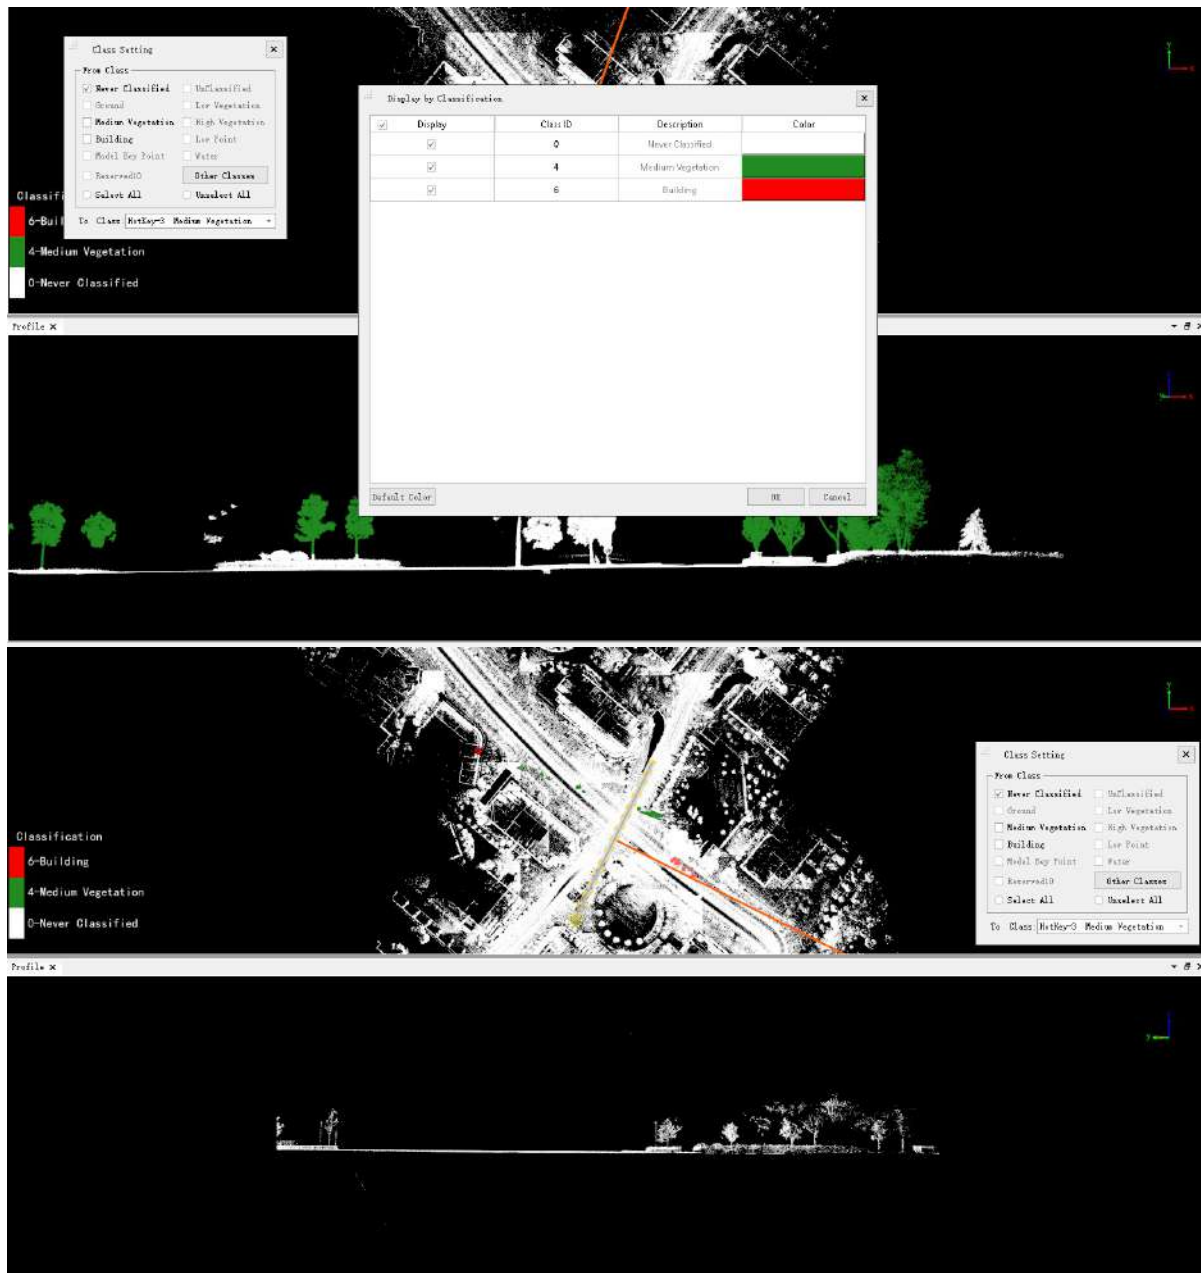 Class Setting
From Class
Never Classified UnClassified
Ground Low Vegetation
Medium Vegetation High Vegetation
Building Low Point
Model Key Point Water
Reserved10 Other Classes
Select All Unselect All
To Class HotKey-3 Medium Vegetation
Classifi
6-Buil
4-Medium Vegetation
0-Never Classified
Display by Classification
Display Class ID Description Color
0 Never Classified
4 Medium Vegetation
6 Building
Default Color OK Cancel
Y
X
Profile
Y
X
Classification
6-Building
4-Medium Vegetation
0-Never Classified
Y
X
Class Setting
From Class
Never Classified UnClassified
Ground Low Vegetation
Medium Vegetation High Vegetation
Building Low Point
Model Key Point Water
Reserved10 Other Classes
Select All Unselect All
To Class HotKey-3 Medium Vegetation
Profile
Y